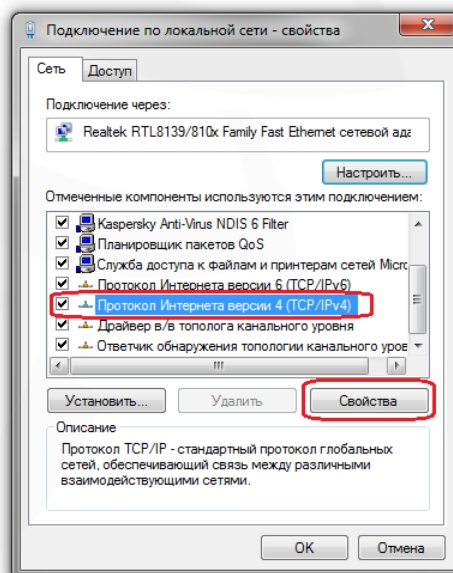 Подключение по локальной сети - свойства
Сеть
Доступ
Подключение через:
Realtek RTL8139/810x Family Fast Ethernet сетевой ада
Настроить...
Отмеченные компоненты используются этим подключением:
Kaspersky Anti-Virus NDIS 6 Filter
Планировщик пакетов QoS
Служба доступа к файлам и принтерам сетей Micro
Протокол Интернета версии 6 (TCP/IPv6)
Протокол Интернета версии 4 (TCP/IPv4)
Драйвер в/в тополога канального уровня
Ответчик обнаружения топологии канального уров
Установить...
Удалить
Свойства
Описание
Протокол TCP/IP - стандартный протокол глобальных
сетей, обеспечивающий связь между различными
взаимодействующими сетями.
OK
Отмена